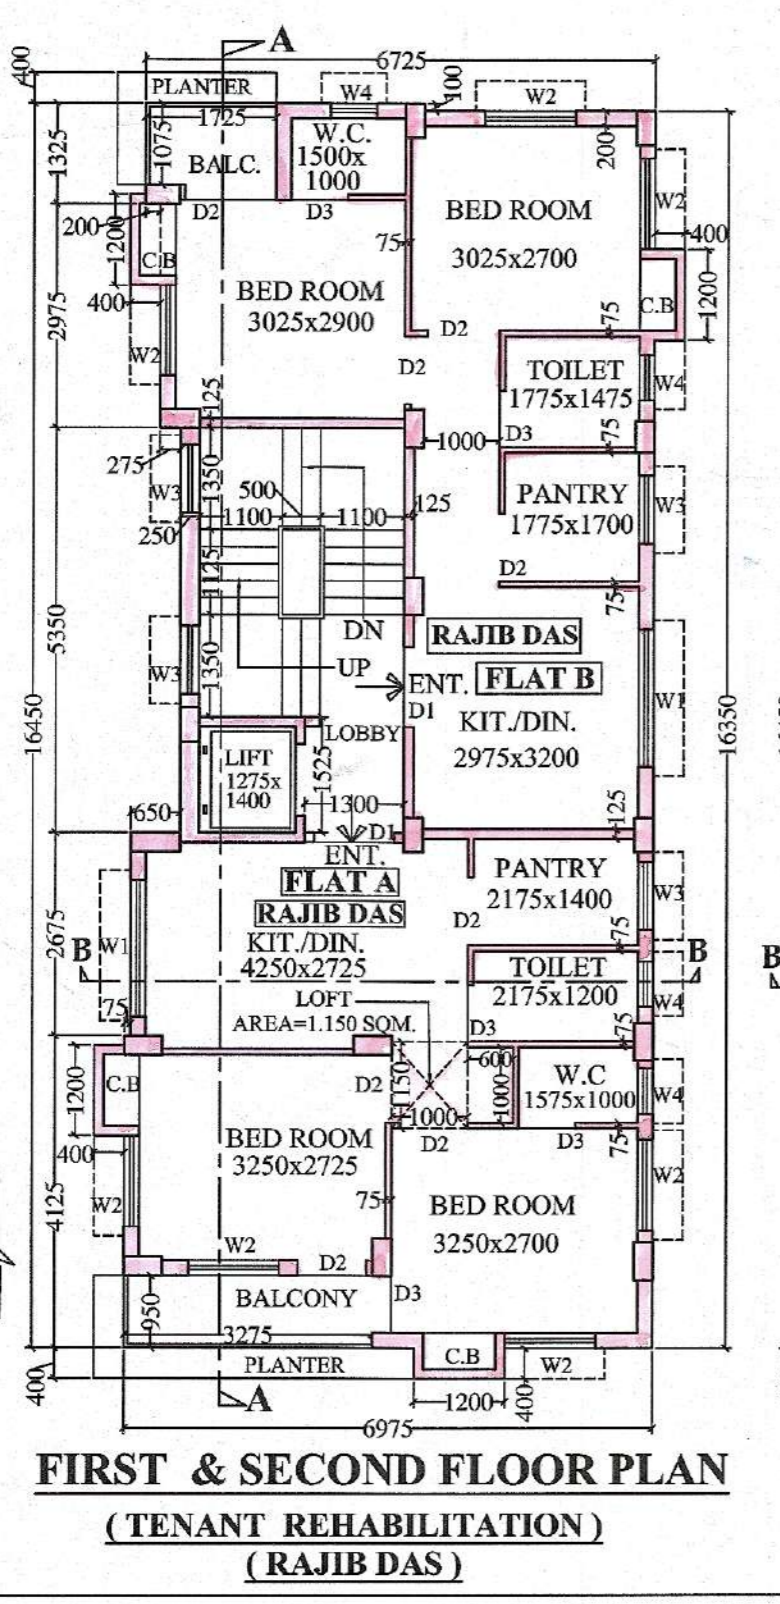 A
6725
400
PLANTER
W4
100
W2
1725
1325
1075
BALC.
W.C.
1500x
1000
200
W2
200
1200
D2
D3
BED ROOM
3025x2700
75
400
C.B
C.B
1200
BED ROOM
3025x2900
400
2975
W2
D2
75
D2
TOILET
1775x1475
W4
125
1000
D3
75
275
W3
1350
500
1100
1100
125
PANTRY
1775x1700
W3
250
1125
D2
75
5350
DN
RAJIB DAS
W3
1350
UP
ENT.
FLAT B
W1
D1
KIT./DIN.
2975x3200
16450
16350
LOBBY
LIFT
1275x
1400
1525
650
1300
125
D1
ENT.
FLAT A
RAJIB DAS
PANTRY
2175x1400
W3
D2
75
2675
B
W1
KIT./DIN.
4250x2725
B
B
TOILET
2175x1200
W4
75
LOFT
AREA=1.150 SQM.
D3
75
600
1200
C.B
D2
1150
1000
W.C
1575x1000
W4
1000
BED ROOM
3250x2725
D2
D3
75
400
W2
75
BED ROOM
3250x2700
W2
4125
W2
D2
950
BALCONY
D3
3275
PLANTER
C.B
W2
400
A
1200
400
6975
FIRST & SECOND FLOOR PLAN
( TENANT REHABILITATION )
( RAJIB DAS )